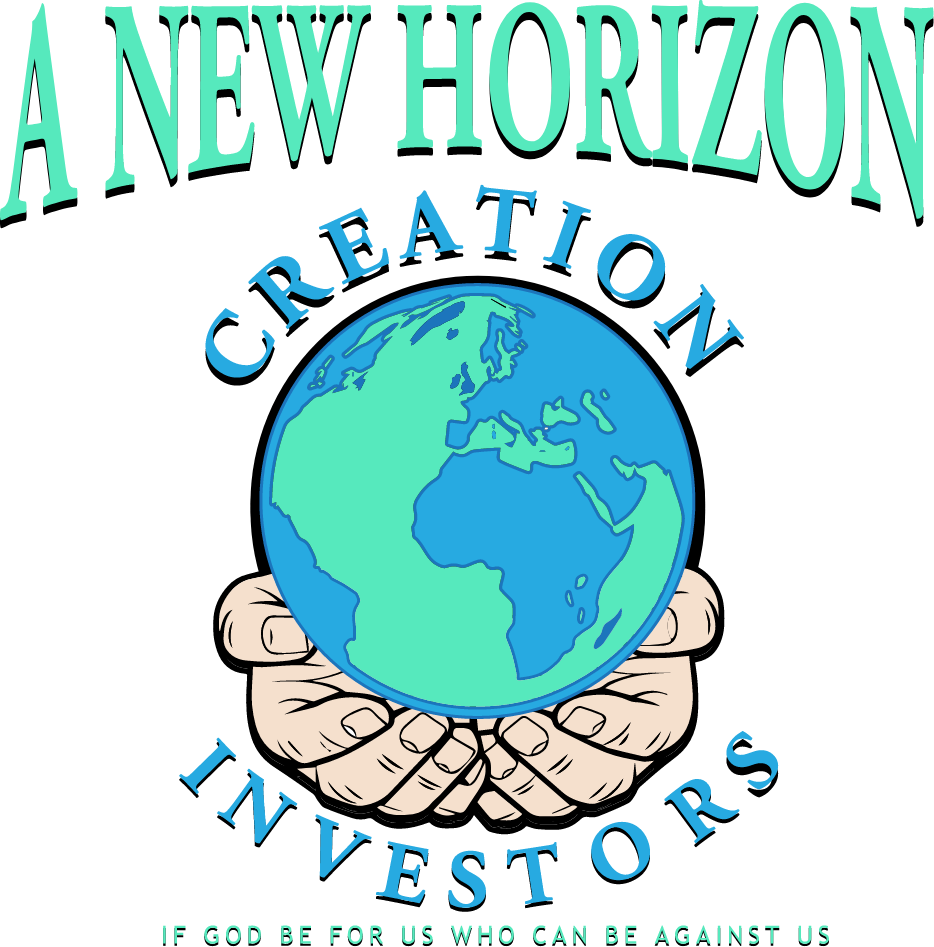 A NEW HORIZON
CREATION
INVESTORS
IF GOD BE FOR US WHO CAN BE AGAINST US